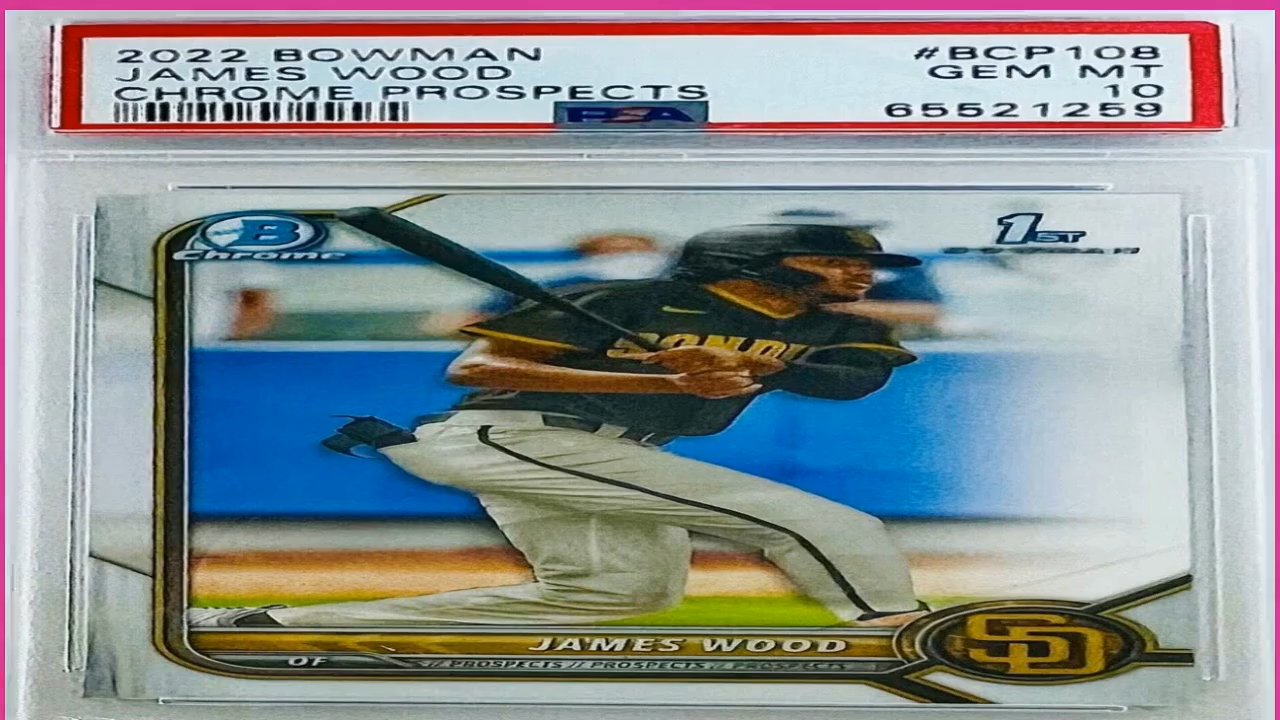 2022 BOWMAN #BCP108
JAMES WOOD GEM MT
CHROME PROSPECTS 10
PSA 65521259
B
Chrome
1ST
JAMES WOOD
OF // PROSPECTS // PROSPECTS // PROSPECTS
SD